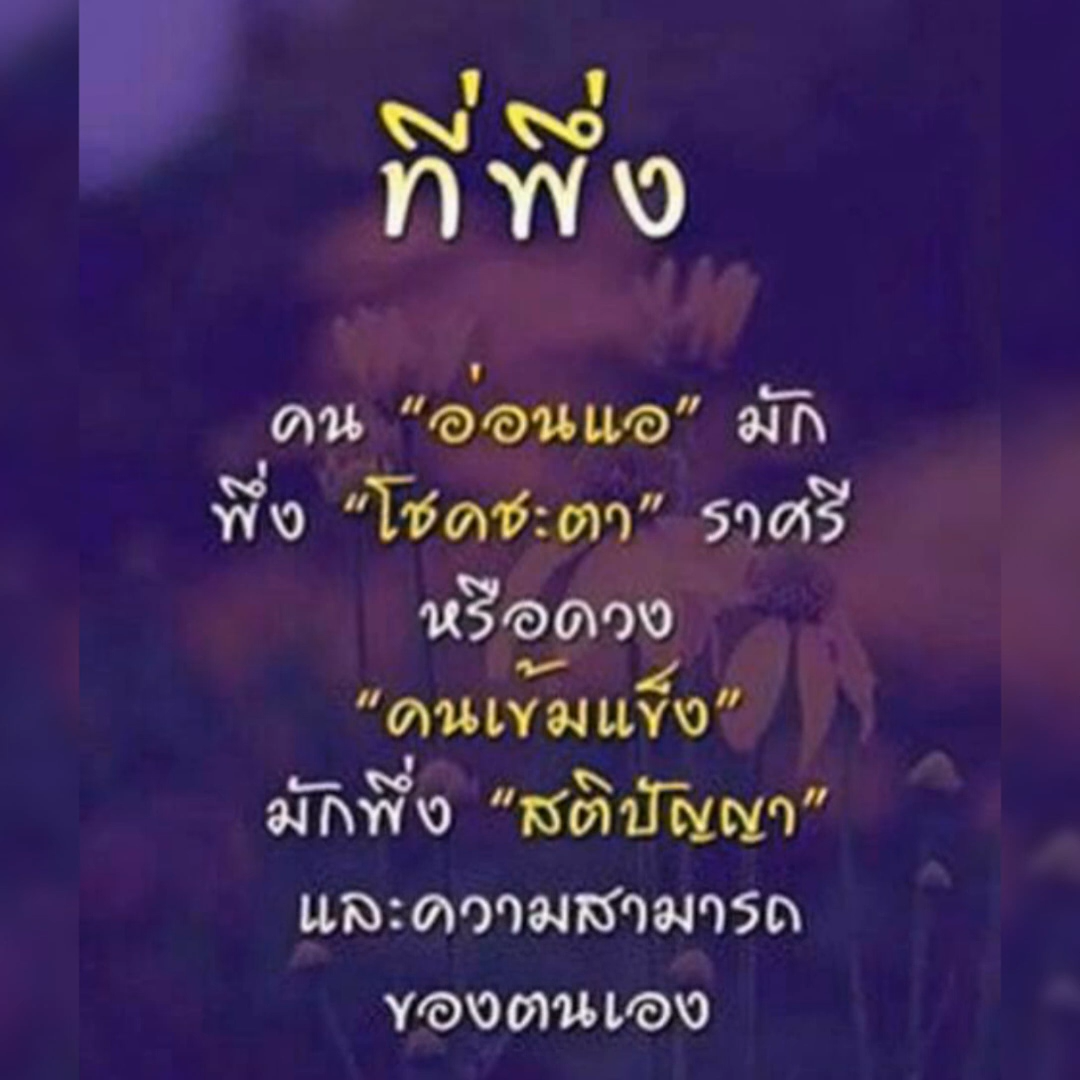 ที่พึ่ง
คน "อ่อนแอ" มัก
พึ่ง "โชคชะตา" ราศรี
หรือดวง
"คนเข้มแข็ง"
มักพึ่ง "สติปัญญา"
และความสามารถ
ของตนเอง